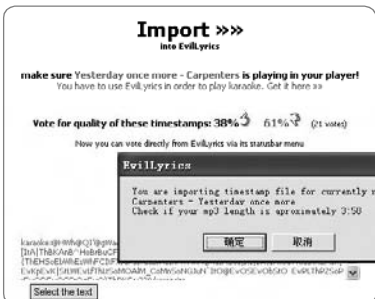 Import »»
into EvilLyrics
make sure Yesterday once more - Carpenters is playing in your player!
You have to use EvilLyrics in order to play karaoke. Get it here »»
Vote for quality of these timestamps: 38% 61% (21 votes)
Now you can vote directly from EvilLyrics via its statusbar menu
EvilLyrics
You are importing timestamp file for currently
Carpenters - Yesterday once more
Check if your mp3 length is aproximately 3:50
确定
取消
Select the text